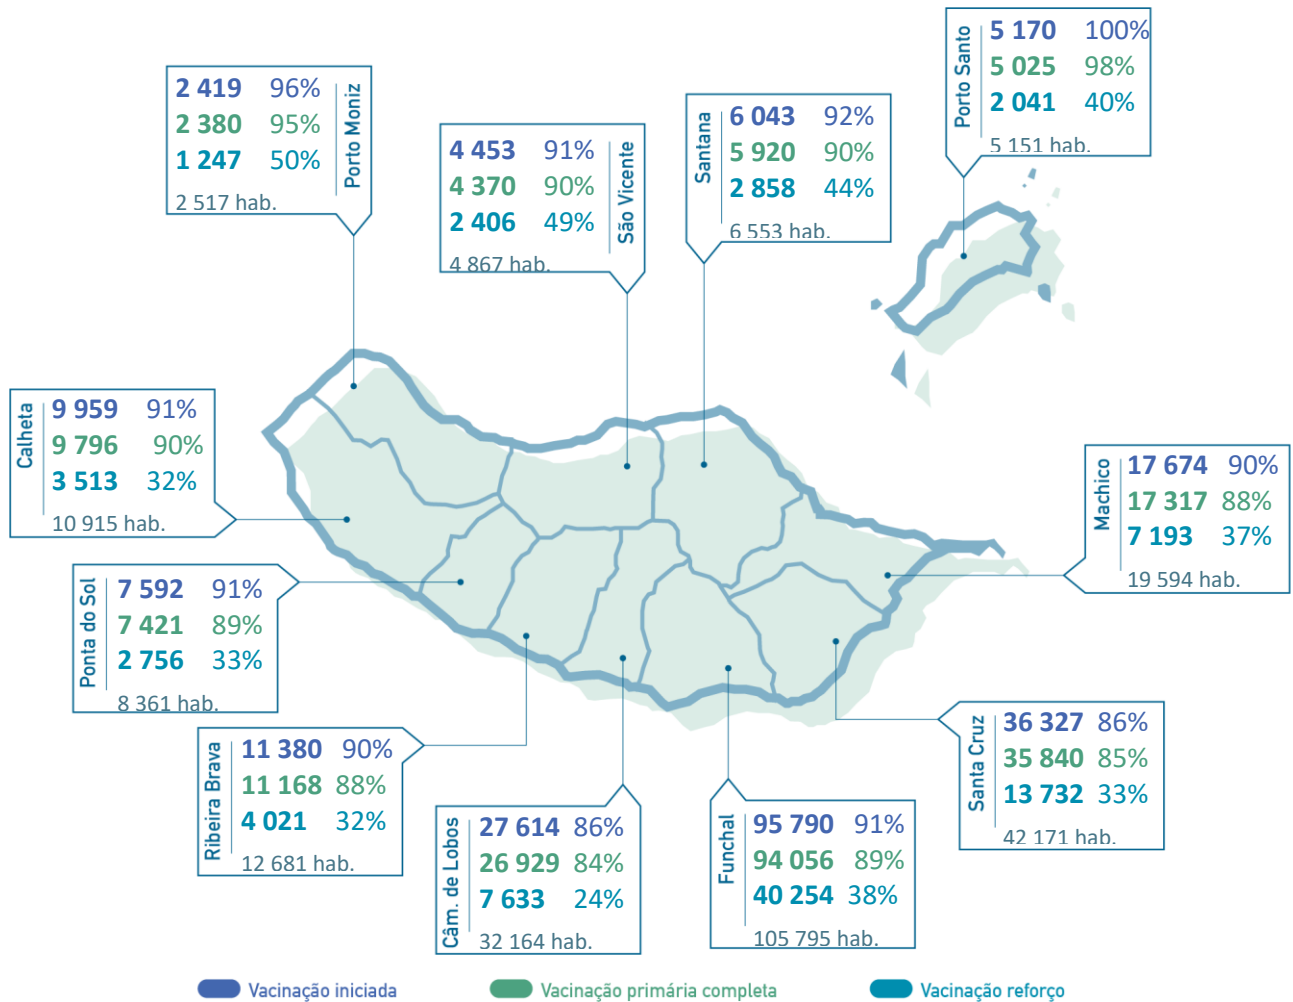 5 170 100%
5 025 98%
2 041 40%
5 151 hab.
Porto Santo
2 419 96%
2 380 95%
1 247 50%
2 517 hab.
Porto Moniz
6 043 92%
5 920 90%
2 858 44%
6 553 hab.
Santana
4 453 91%
4 370 90%
2 406 49%
4 867 hab.
São Vicente
Calheta
9 959 91%
9 796 90%
3 513 32%
10 915 hab.
Machico
17 674 90%
17 317 88%
7 193 37%
19 594 hab.
Ponta do Sol
7 592 91%
7 421 89%
2 756 33%
8 361 hab.
Santa Cruz
36 327 86%
35 840 85%
13 732 33%
42 171 hab.
Ribeira Brava
11 380 90%
11 168 88%
4 021 32%
12 681 hab.
Câm. de Lobos
27 614 86%
26 929 84%
7 633 24%
32 164 hab.
Funchal
95 790 91%
94 056 89%
40 254 38%
105 795 hab.
Vacinação iniciada
Vacinação primária completa
Vacinação reforço